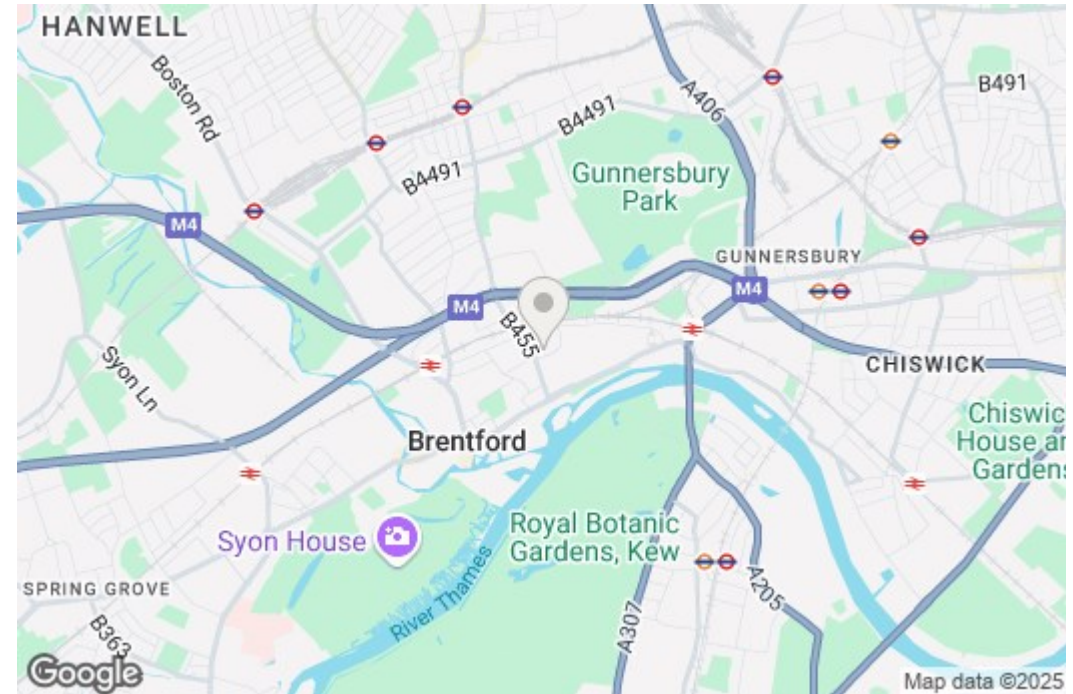 HANWELL
Boston Rd
B4491
B4491
A406
B491
Gunnersbury
Park
M4
GUNNERSBURY
M4
M4
B455
Syon Ln
CHISWICK
Chiswic
House an
Gardens
Brentford
Syon House
Royal Botanic
Gardens, Kew
SPRING GROVE
River Thames
A307
A205
B363
Google
Map data ©2025